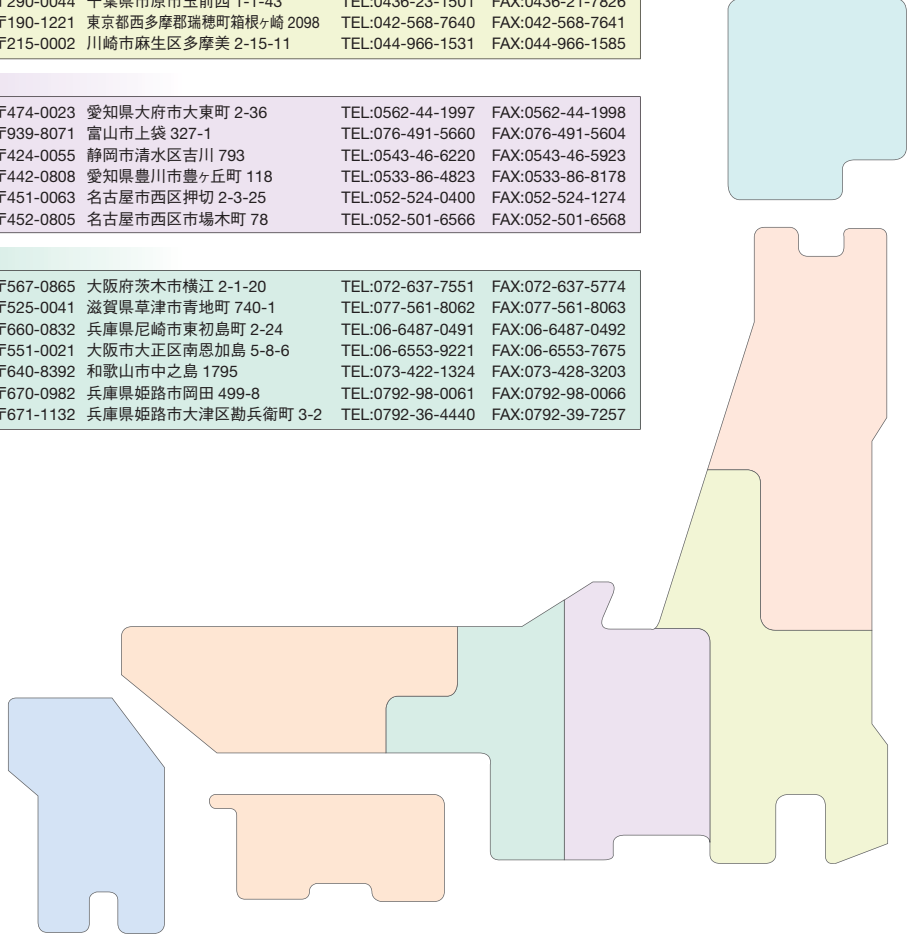 〒290-0044 千葉県市原市玉前西 1-1-43 TEL:0436-23-1501 FAX:0436-21-7826
〒190-1221 東京都西多摩郡瑞穂町箱根ヶ崎 2098 TEL:042-568-7640 FAX:042-568-7641
〒215-0002 川崎市麻生区多摩美 2-15-11 TEL:044-966-1531 FAX:044-966-1585
〒474-0023 愛知県大府市大東町 2-36 TEL:0562-44-1997 FAX:0562-44-1998
〒939-8071 富山市上袋 327-1 TEL:076-491-5660 FAX:076-491-5604
〒424-0055 静岡市清水区吉川 793 TEL:0543-46-6220 FAX:0543-46-5923
〒442-0808 愛知県豊川市豊ヶ丘町 118 TEL:0533-86-4823 FAX:0533-86-8178
〒451-0063 名古屋市西区押切 2-3-25 TEL:052-524-0400 FAX:052-524-1274
〒452-0805 名古屋市西区市場木町 78 TEL:052-501-6566 FAX:052-501-6568
〒567-0865 大阪府茨木市横江 2-1-20 TEL:072-637-7551 FAX:072-637-5774
〒525-0041 滋賀県草津市青地町 740-1 TEL:077-561-8062 FAX:077-561-8063
〒660-0832 兵庫県尼崎市東初島町 2-24 TEL:06-6487-0491 FAX:06-6487-0492
〒551-0021 大阪市大正区南恩加島 5-8-6 TEL:06-6553-9221 FAX:06-6553-7675
〒640-8392 和歌山市中之島 1795 TEL:073-422-1324 FAX:073-428-3203
〒670-0982 兵庫県姫路市岡田 499-8 TEL:0792-98-0061 FAX:0792-98-0066
〒671-1132 兵庫県姫路市大津区勘兵衛町 3-2 TEL:0792-36-4440 FAX:0792-39-7257